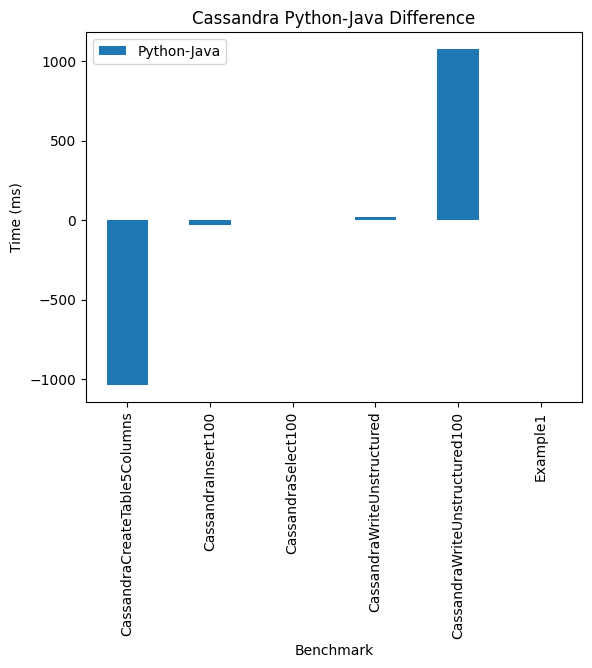 Cassandra Python-Java Difference
Python-Java
1000
500
0
−500
−1000
Time (ms)
CassandraCreateTable5Columns
CassandraInsert100
CassandraSelect100
CassandraWriteUnstructured
CassandraWriteUnstructured100
Example1
Benchmark